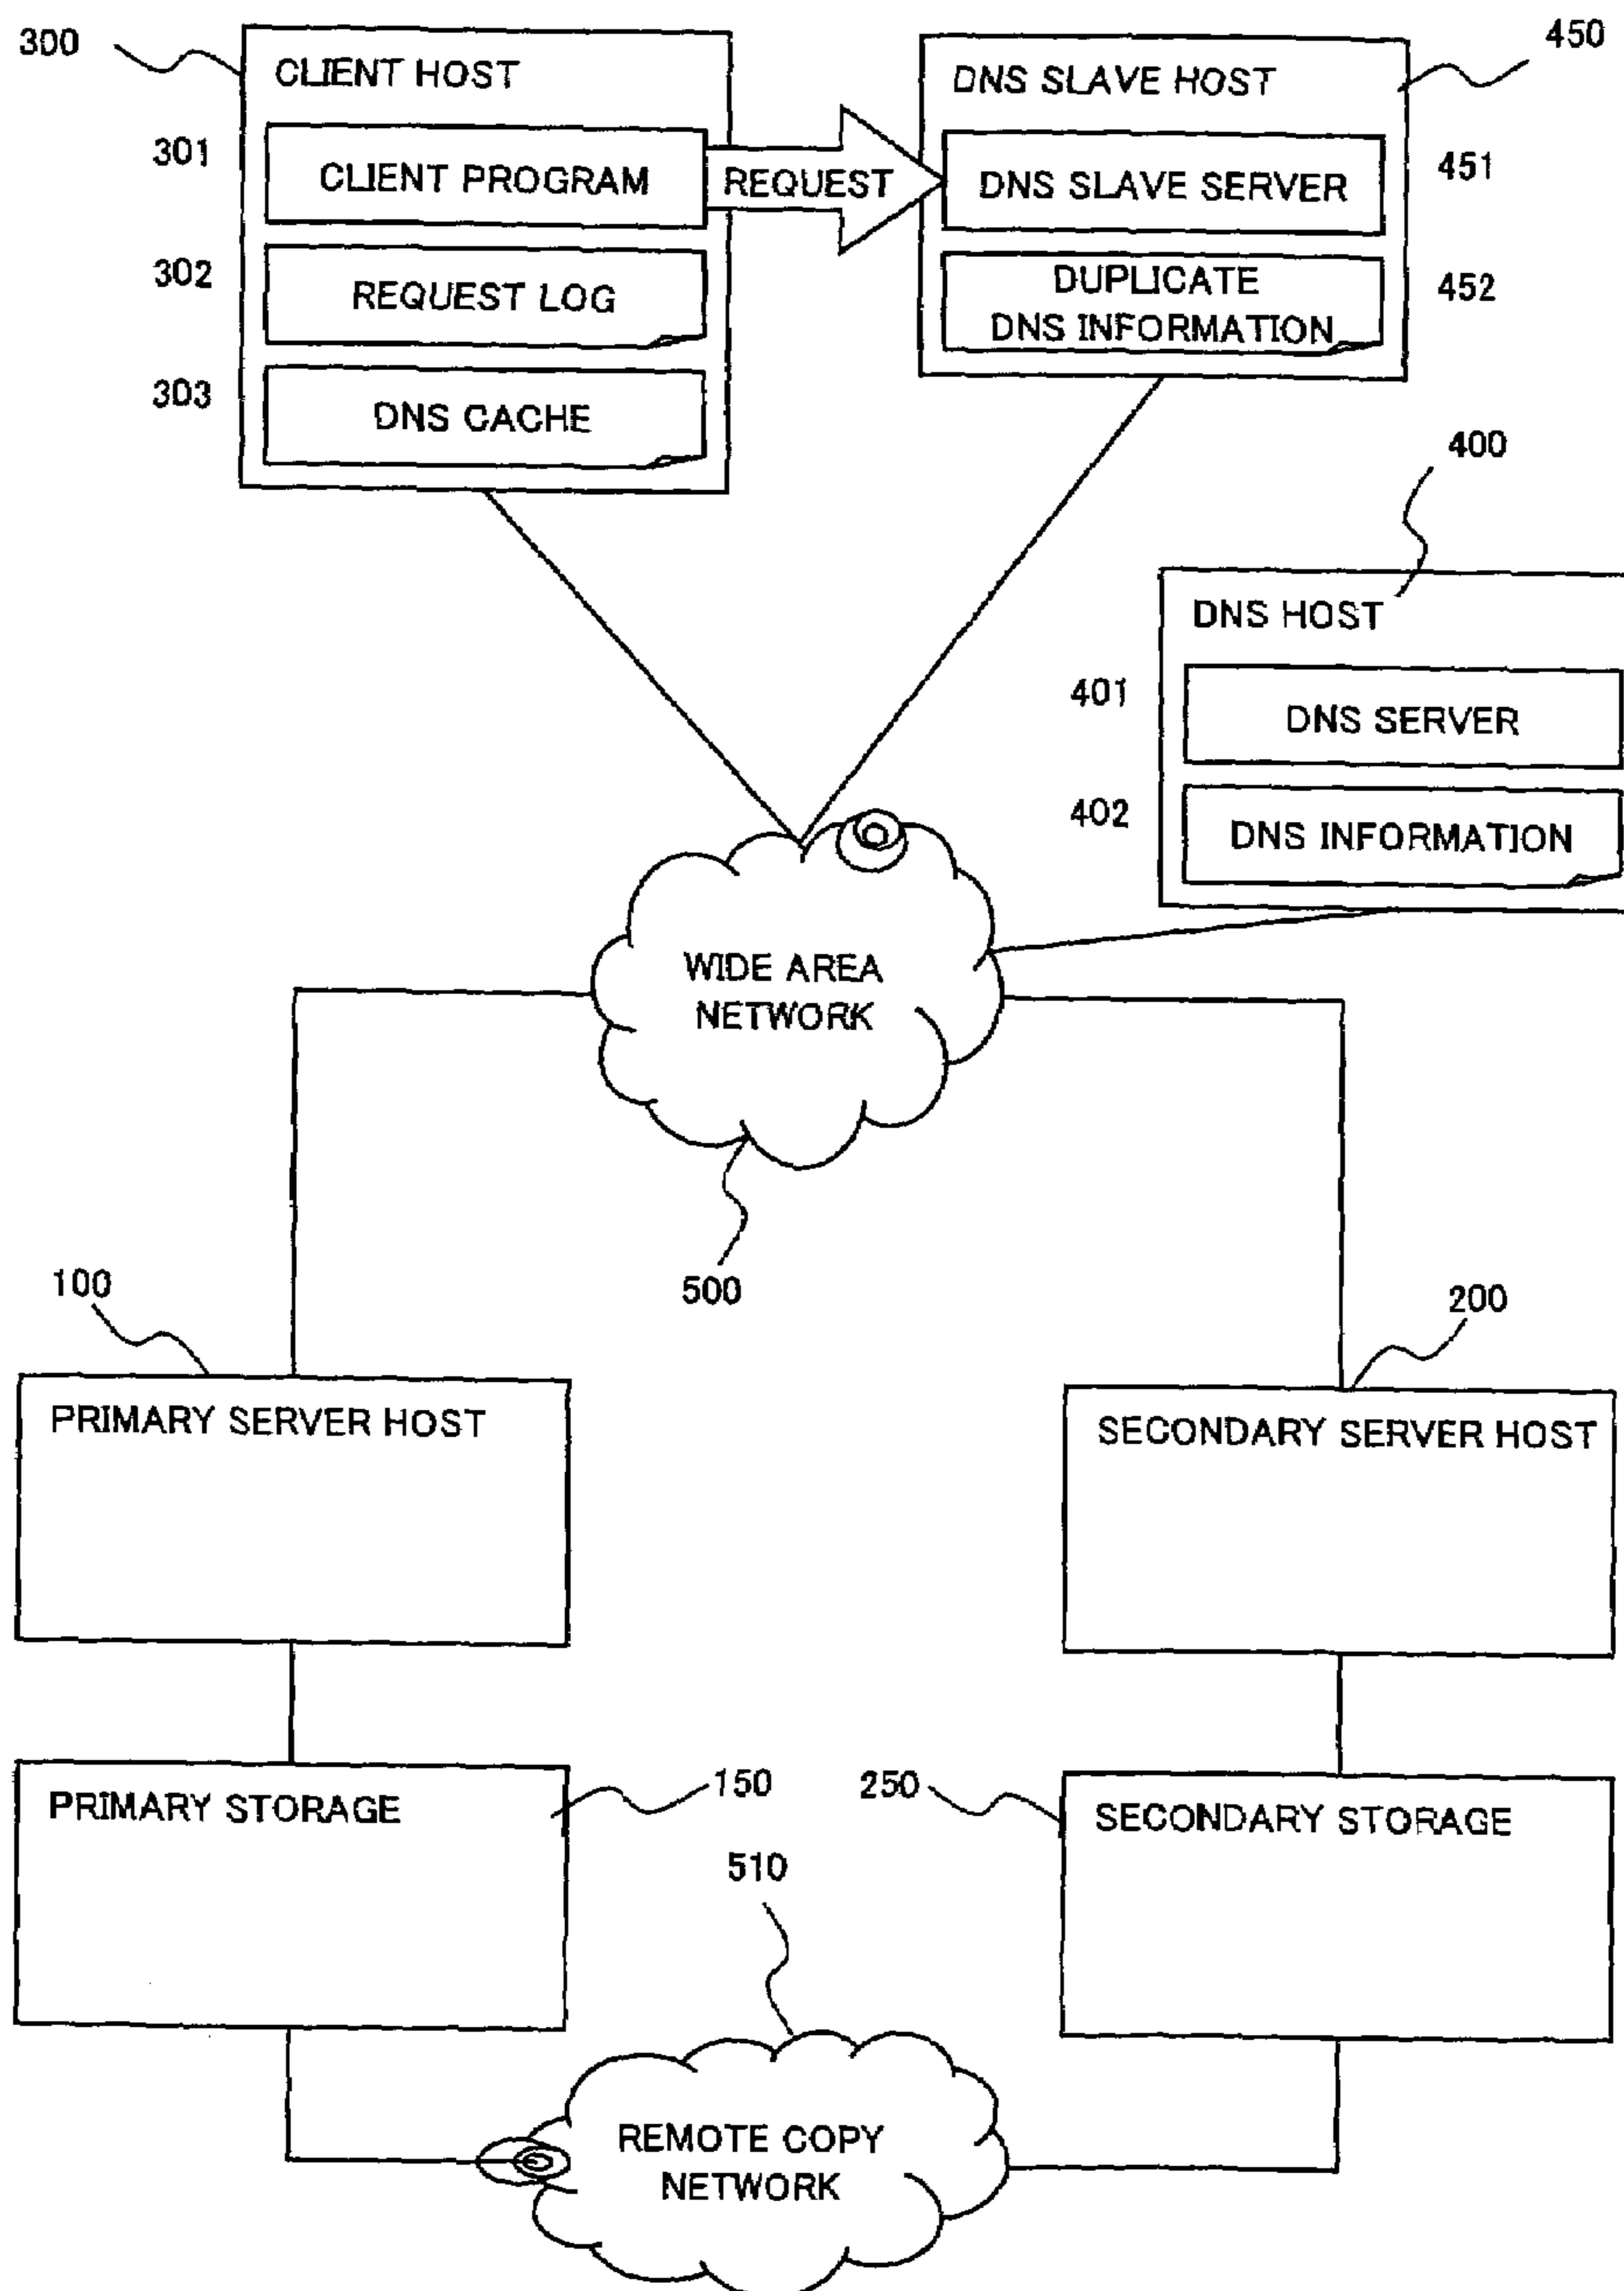 300
CLIENT HOST
301
CLIENT PROGRAM
302
REQUEST LOG
303
DNS CACHE
REQUEST
450
DNS SLAVE HOST
DNS SLAVE SERVER
451
DUPLICATE
DNS INFORMATION
452
400
DNS HOST
401
DNS SERVER
402
DNS INFORMATION
WIDE AREA
NETWORK
500
100
PRIMARY SERVER HOST
200
SECONDARY SERVER HOST
PRIMARY STORAGE
150
250
SECONDARY STORAGE
510
REMOTE COPY
NETWORK